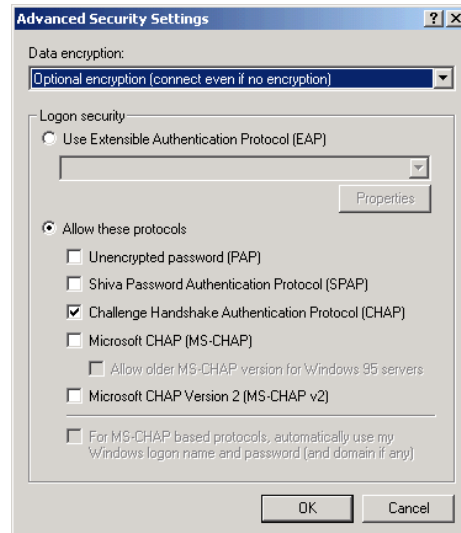 Advanced Security Settings
Data encryption:
Optional encryption (connect even if no encryption)
Logon security
Use Extensible Authentication Protocol (EAP)
Properties
Allow these protocols
Unencrypted password (PAP)
Shiva Password Authentication Protocol (SPAP)
Challenge Handshake Authentication Protocol (CHAP)
Microsoft CHAP (MS-CHAP)
Allow older MS-CHAP version for Windows 95 servers
Microsoft CHAP Version 2 (MS-CHAP v2)
For MS-CHAP based protocols, automatically use my
Windows logon name and password (and domain if any)
OK Cancel